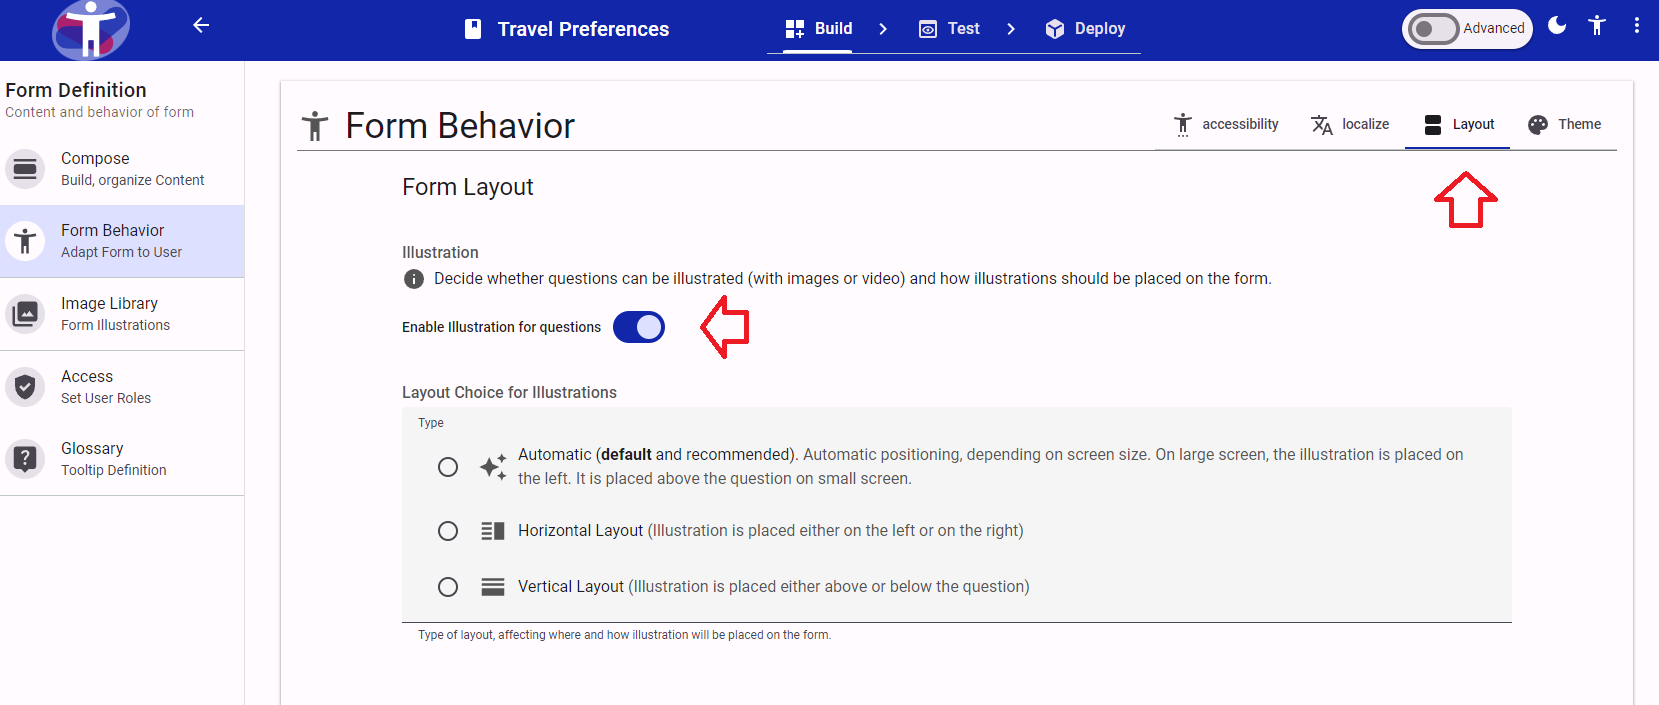 Travel Preferences
Build
Test
Deploy
Advanced
Form Definition
Content and behavior of form
Compose
Build, organize Content
Form Behavior
Adapt Form to User
Image Library
Form Illustrations
Access
Set User Roles
Glossary
Tooltip Definition
Form Behavior
accessibility
localize
Layout
Theme
Form Layout
Illustration
Decide whether questions can be illustrated (with images or video) and how illustrations should be placed on the form.
Enable Illustration for questions
Layout Choice for Illustrations
Type
Automatic (default and recommended). Automatic positioning, depending on screen size. On large screen, the illustration is placed on
the left. It is placed above the question on small screen.
Horizontal Layout (Illustration is placed either on the left or on the right)
Vertical Layout (Illustration is placed either above or below the question)
Type of layout, affecting where and how illustration will be placed on the form.